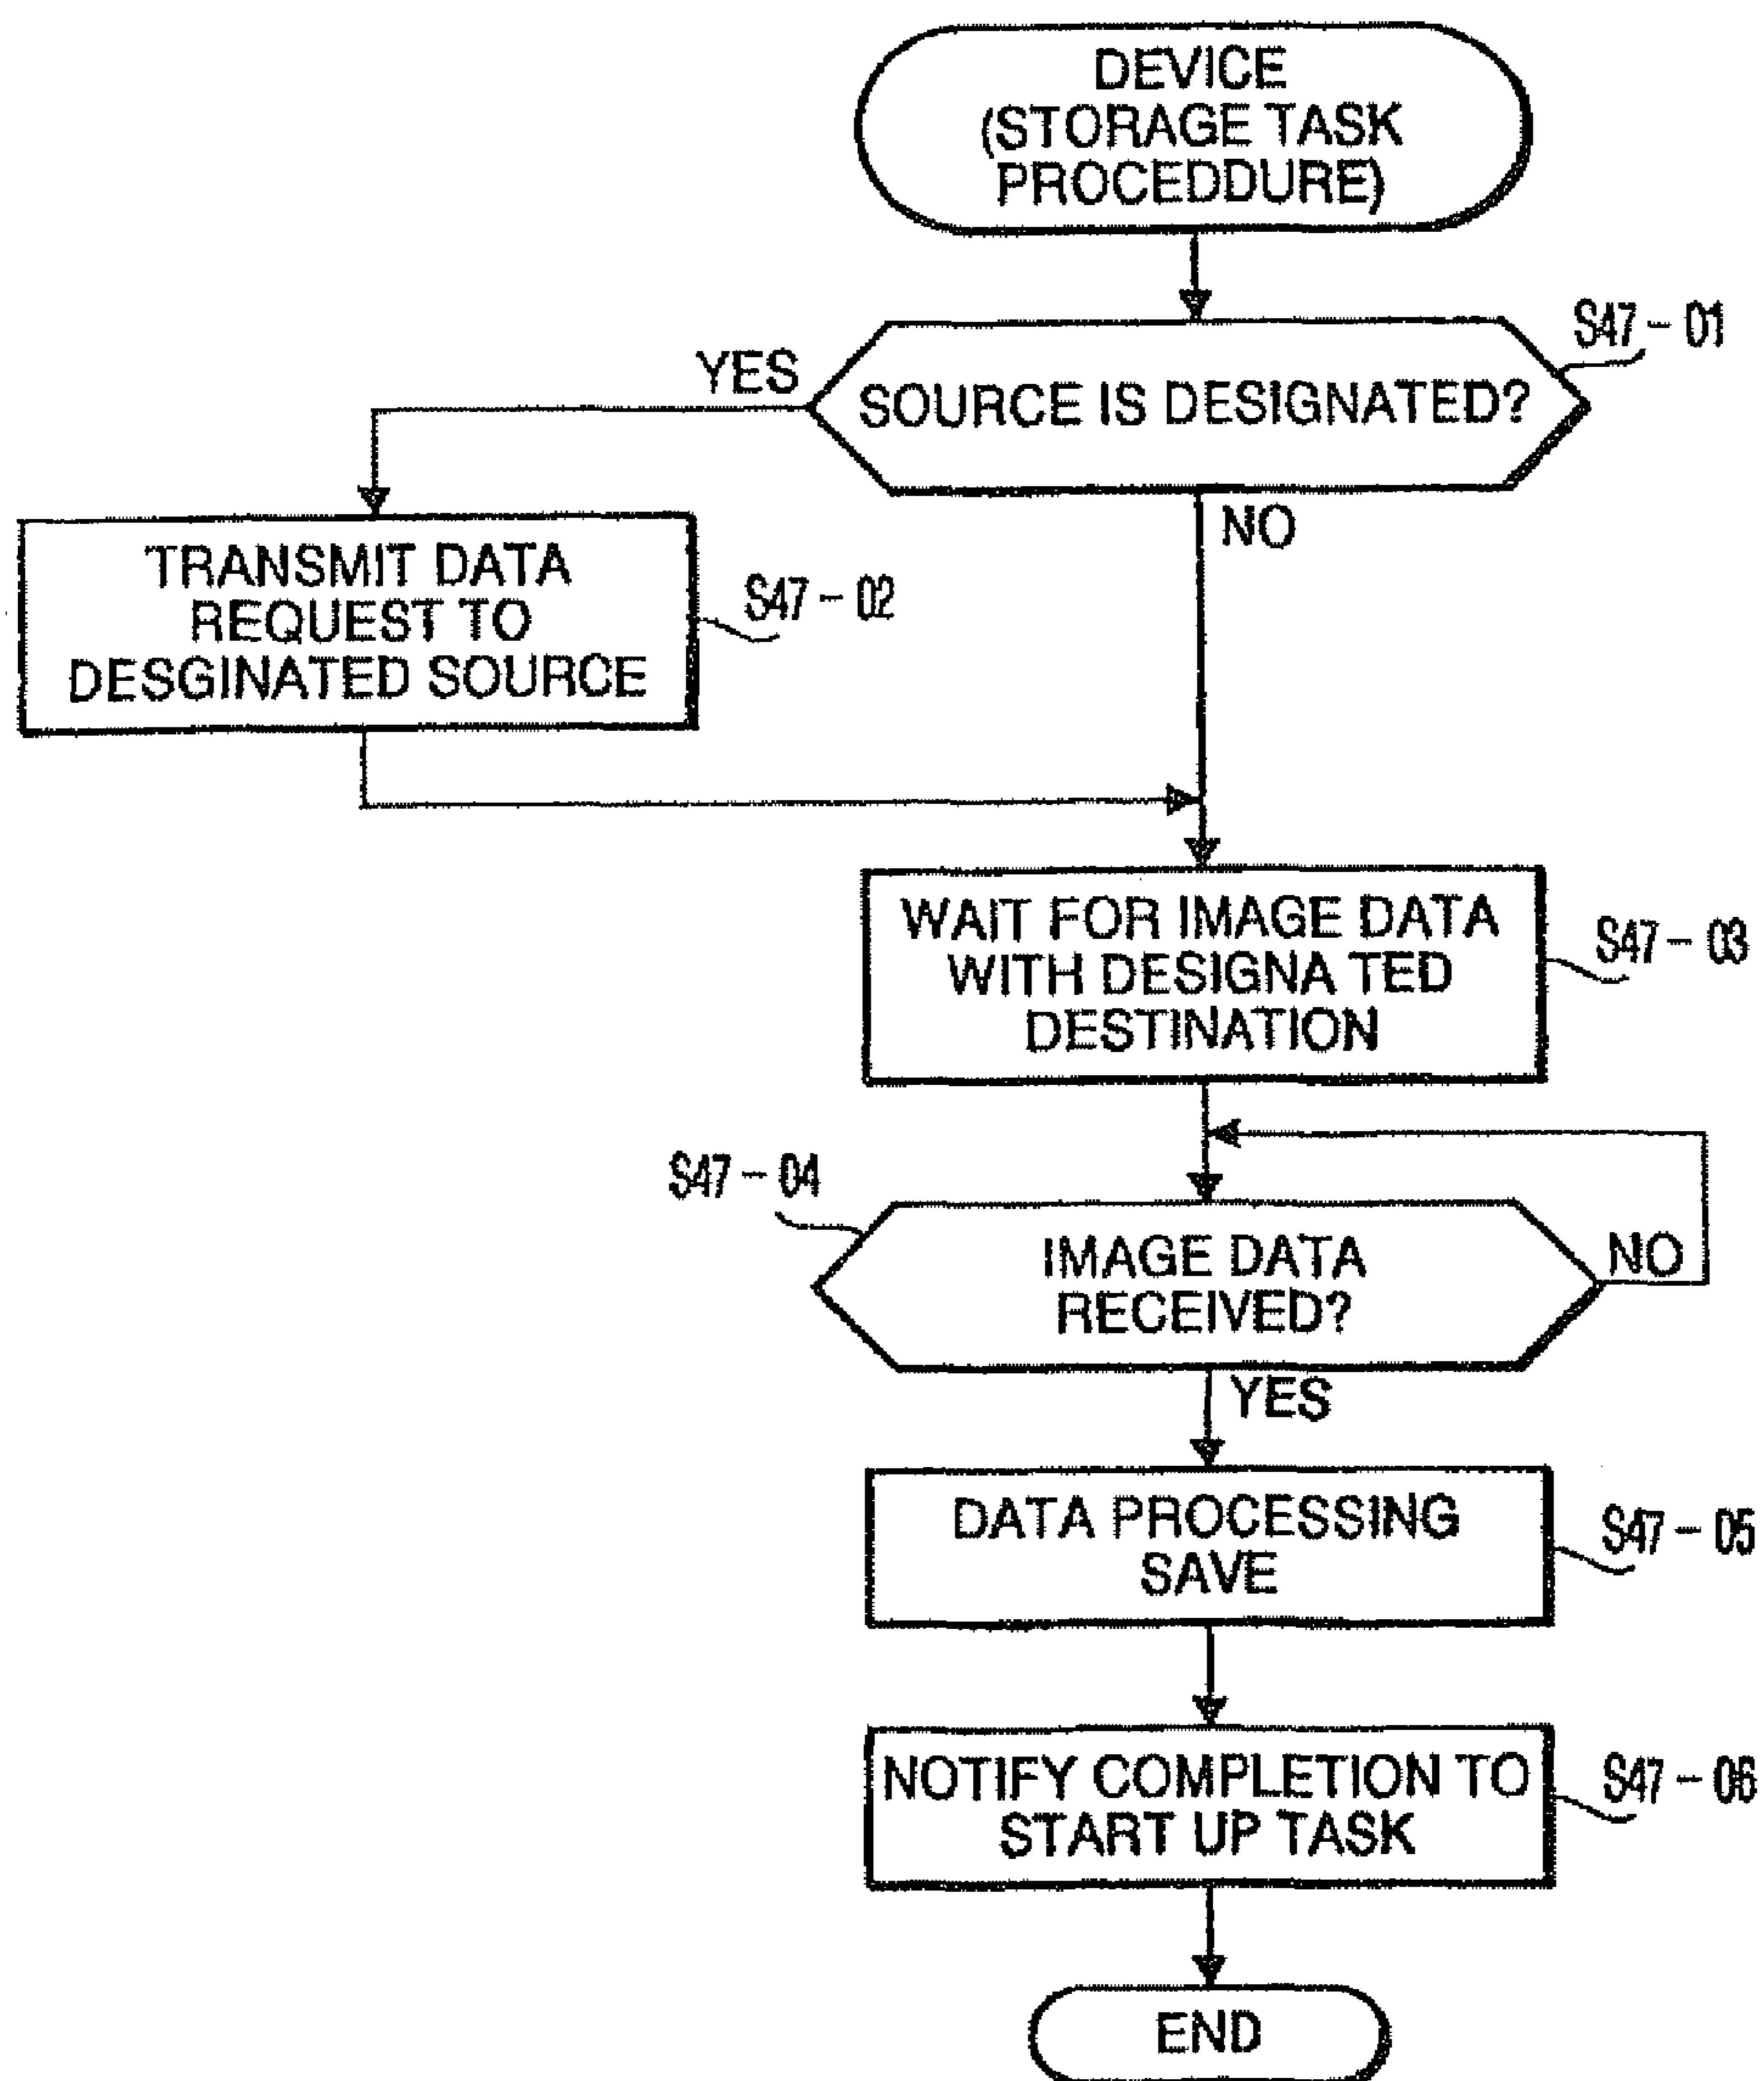 DEVICE
(STORAGE TASK
PROCEDDURE)
S47-01
YES
SOURCE IS DESIGNATED?
NO
TRANSMIT DATA
REQUEST TO
DESGINATED SOURCE
S47-02
WAIT FOR IMAGE DATA
WITH DESIGNA TED
DESTINATION
S47-03
S47-04
IMAGE DATA
RECEIVED?
NO
YES
DATA PROCESSING
SAVE
S47-05
NOTIFY COMPLETION TO
START UP TASK
S47-06
END